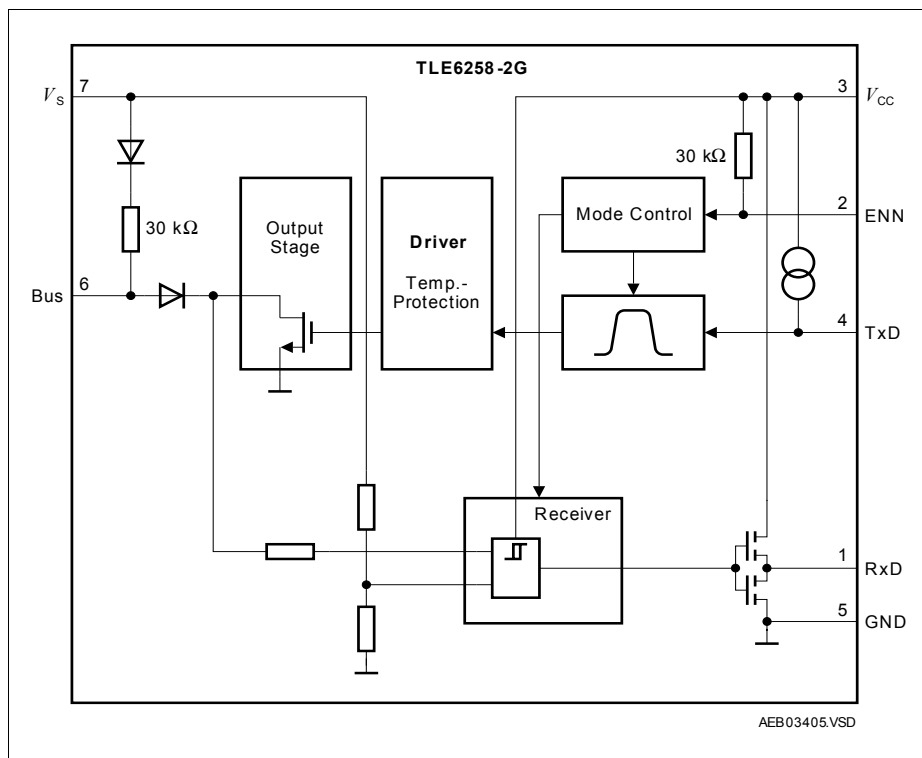 TLE6258-2G
7
V_S
3
V_CC
30 kΩ
2
ENN
Mode Control
30 kΩ
Output
Stage
Driver
Temp.-
Protection
6
Bus
4
TxD
Receiver
1
RxD
5
GND
AEB03405.VSD